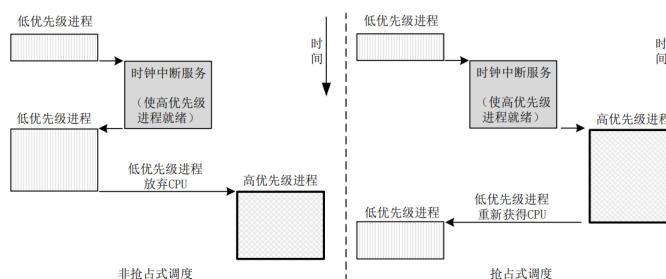 低优先级进程
时钟中断服务
（使高优先级
进程就绪）
低优先级进程
低优先级进程
放弃CPU
高优先级进程
非抢占式调度
时
间
低优先级进程
时钟中断服务
（使高优先级
进程就绪）
高优先级进程
低优先级进程
重新获得CPU
低优先级进程
抢占式调度
时
间